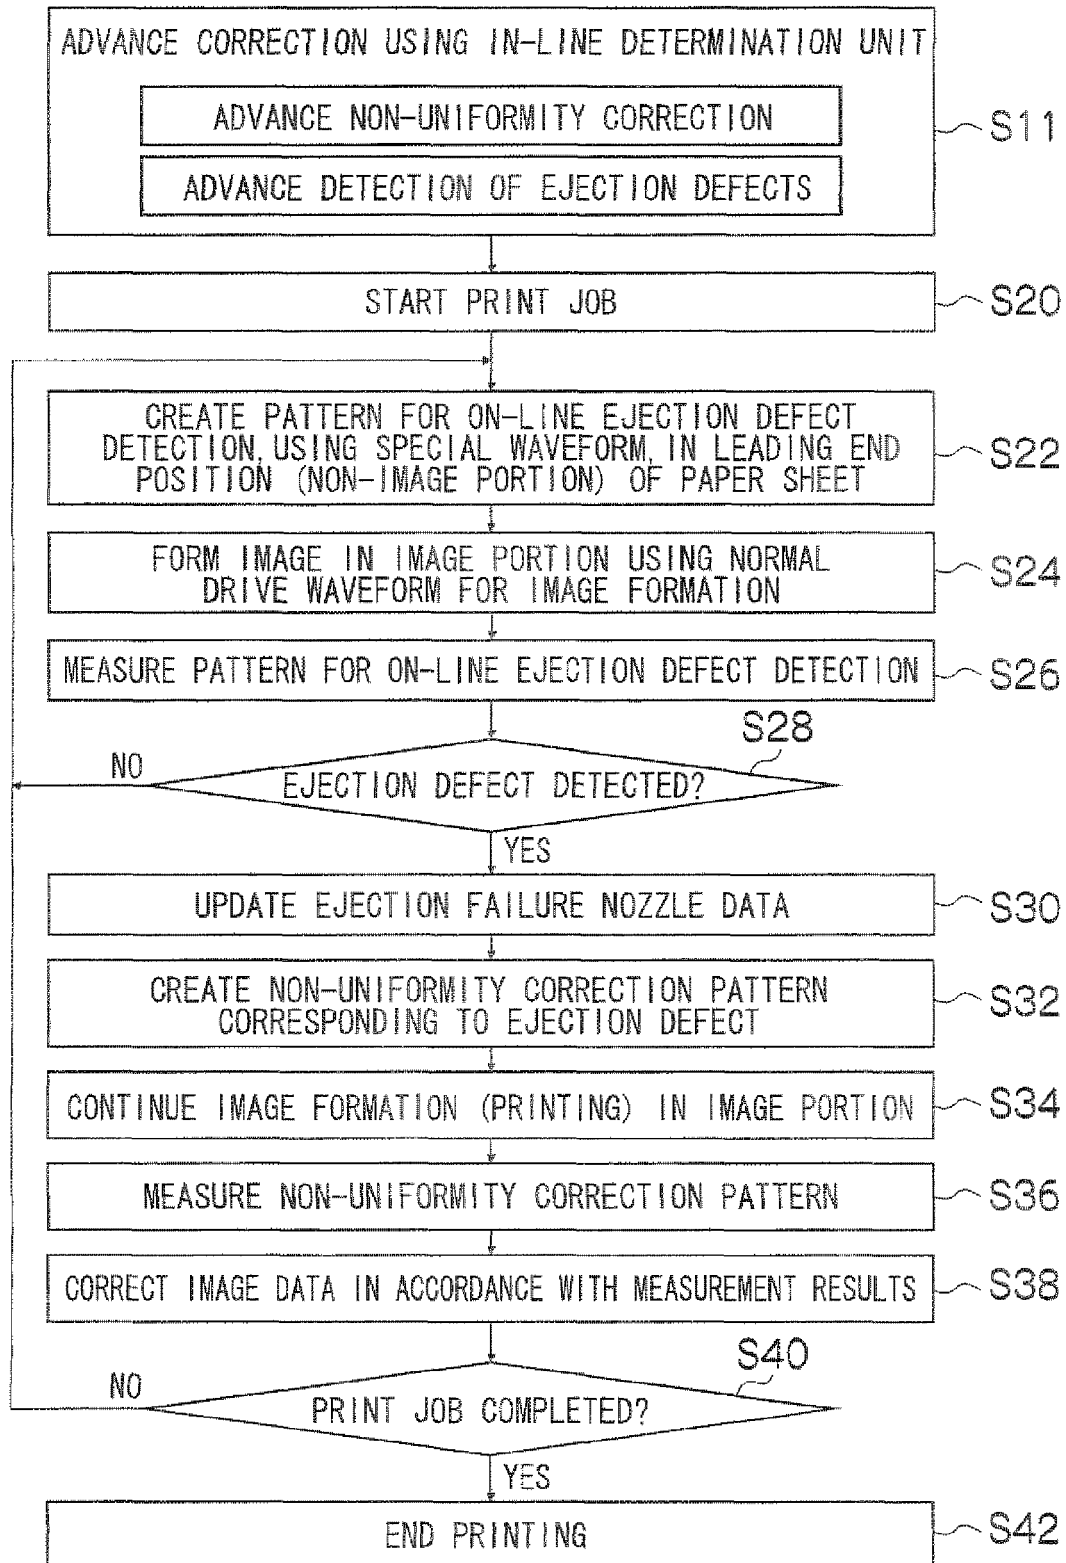 ADVANCE CORRECTION USING IN-LINE DETERMINATION UNIT
ADVANCE NON-UNIFORMITY CORRECTION
S11
ADVANCE DETECTION OF EJECTION DEFECTS
START PRINT JOB
S20
CREATE PATTERN FOR ON-LINE EJECTION DEFECT
DETECTION, USING SPECIAL WAVEFORM, IN LEADING END
POSITION (NON-IMAGE PORTION) OF PAPER SHEET
S22
FORM IMAGE IN IMAGE PORTION USING NORMAL
DRIVE WAVEFORM FOR IMAGE FORMATION
S24
MEASURE PATTERN FOR ON-LINE EJECTION DEFECT DETECTION
S26
S28
NO
EJECTION DEFECT DETECTED?
YES
UPDATE EJECTION FAILURE NOZZLE DATA
S30
CREATE NON-UNIFORMITY CORRECTION PATTERN
CORRESPONDING TO EJECTION DEFECT
S32
CONTINUE IMAGE FORMATION (PRINTING) IN IMAGE PORTION
S34
MEASURE NON-UNIFORMITY CORRECTION PATTERN
S36
CORRECT IMAGE DATA IN ACCORDANCE WITH MEASUREMENT RESULTS
S38
S40
NO
PRINT JOB COMPLETED?
YES
END PRINTING
S42